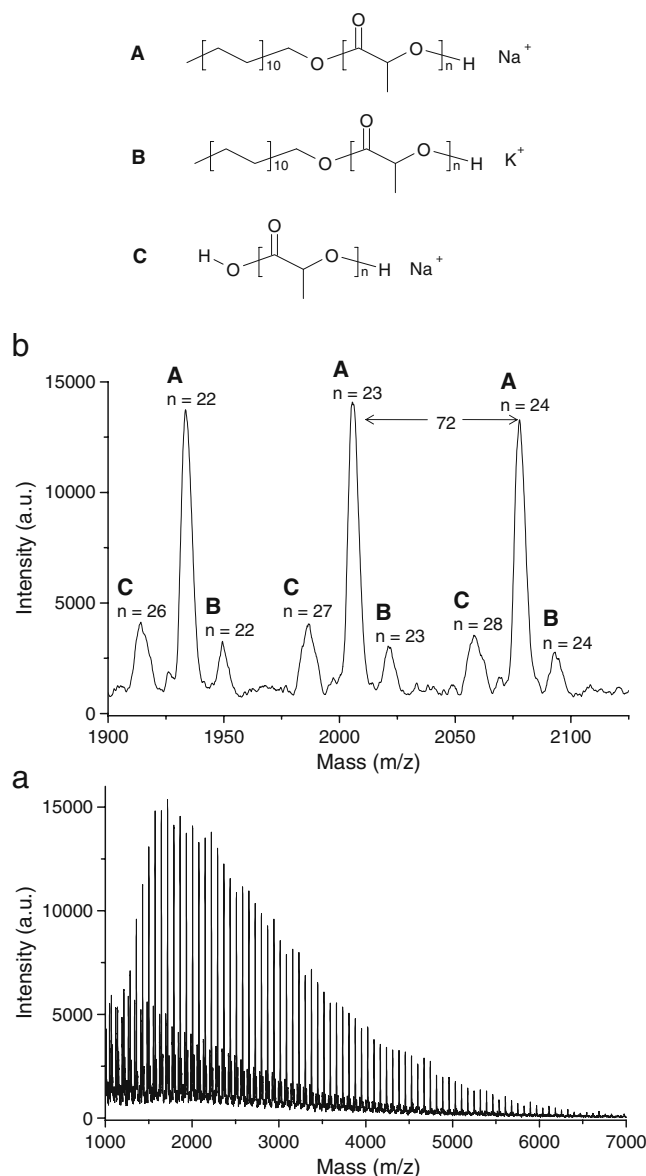 A
[ ]10 O [ O O ]n H Na+
B
[ ]10 O [ O O ]n H K+
C
H O [ O O ]n H Na+
b
A A A
n = 22 n = 23 n = 24
72
C B C B C B
n = 26 n = 22 n = 27 n = 23 n = 28 n = 24
Intensity (a.u.)
15000
10000
5000
0
1900 1950 2000 2050 2100
Mass (m/z)
a
Intensity (a.u.)
15000
10000
5000
0
1000 2000 3000 4000 5000 6000 7000
Mass (m/z)